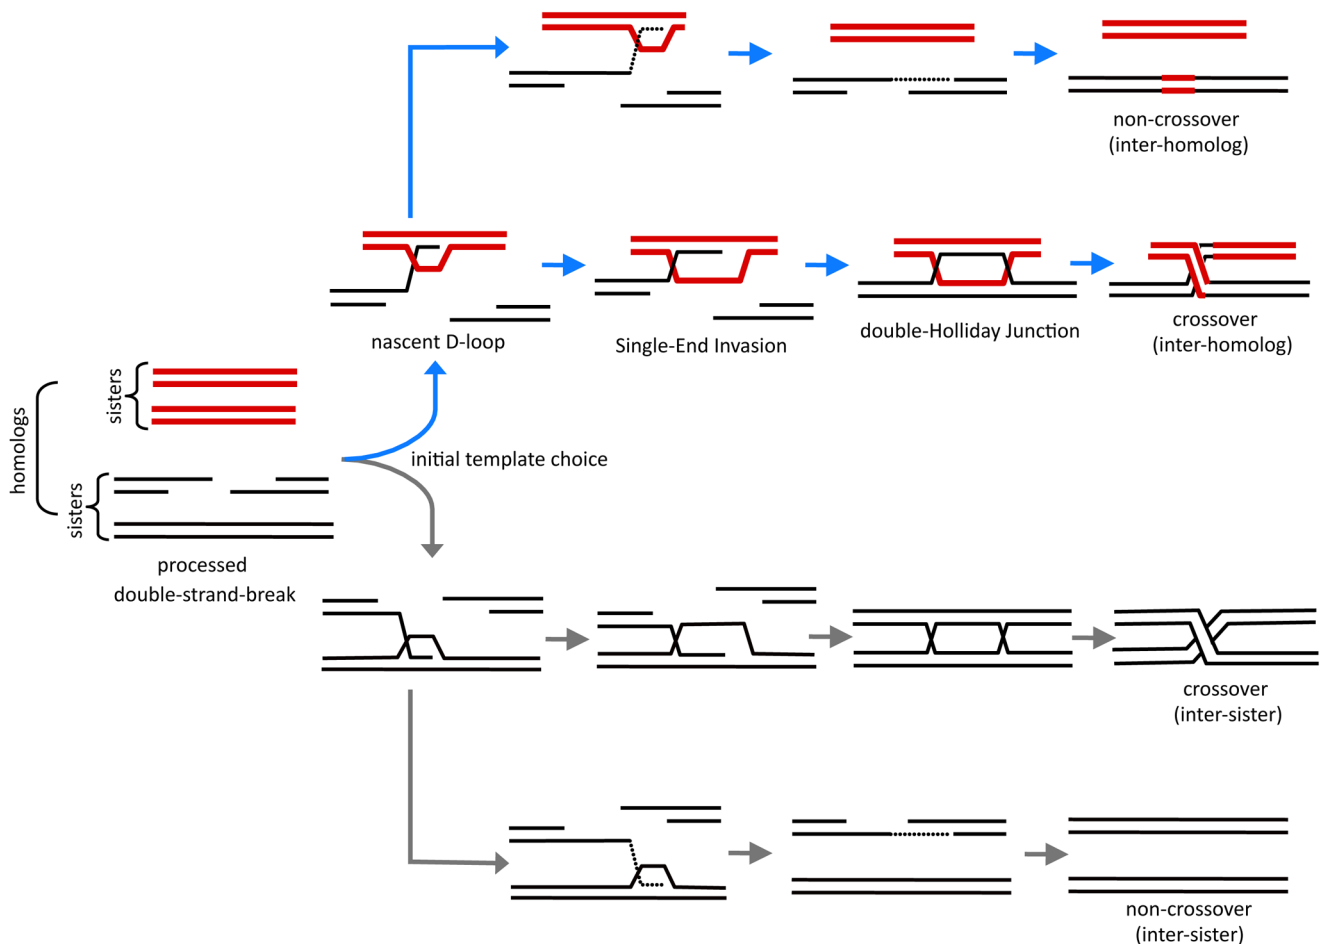 non-crossover
(inter-homolog)
nascent D-loop
Single-End Invasion
double-Holliday Junction
crossover
(inter-homolog)
homologs
sisters
sisters
initial template choice
processed
double-strand-break
crossover
(inter-sister)
non-crossover
(inter-sister)